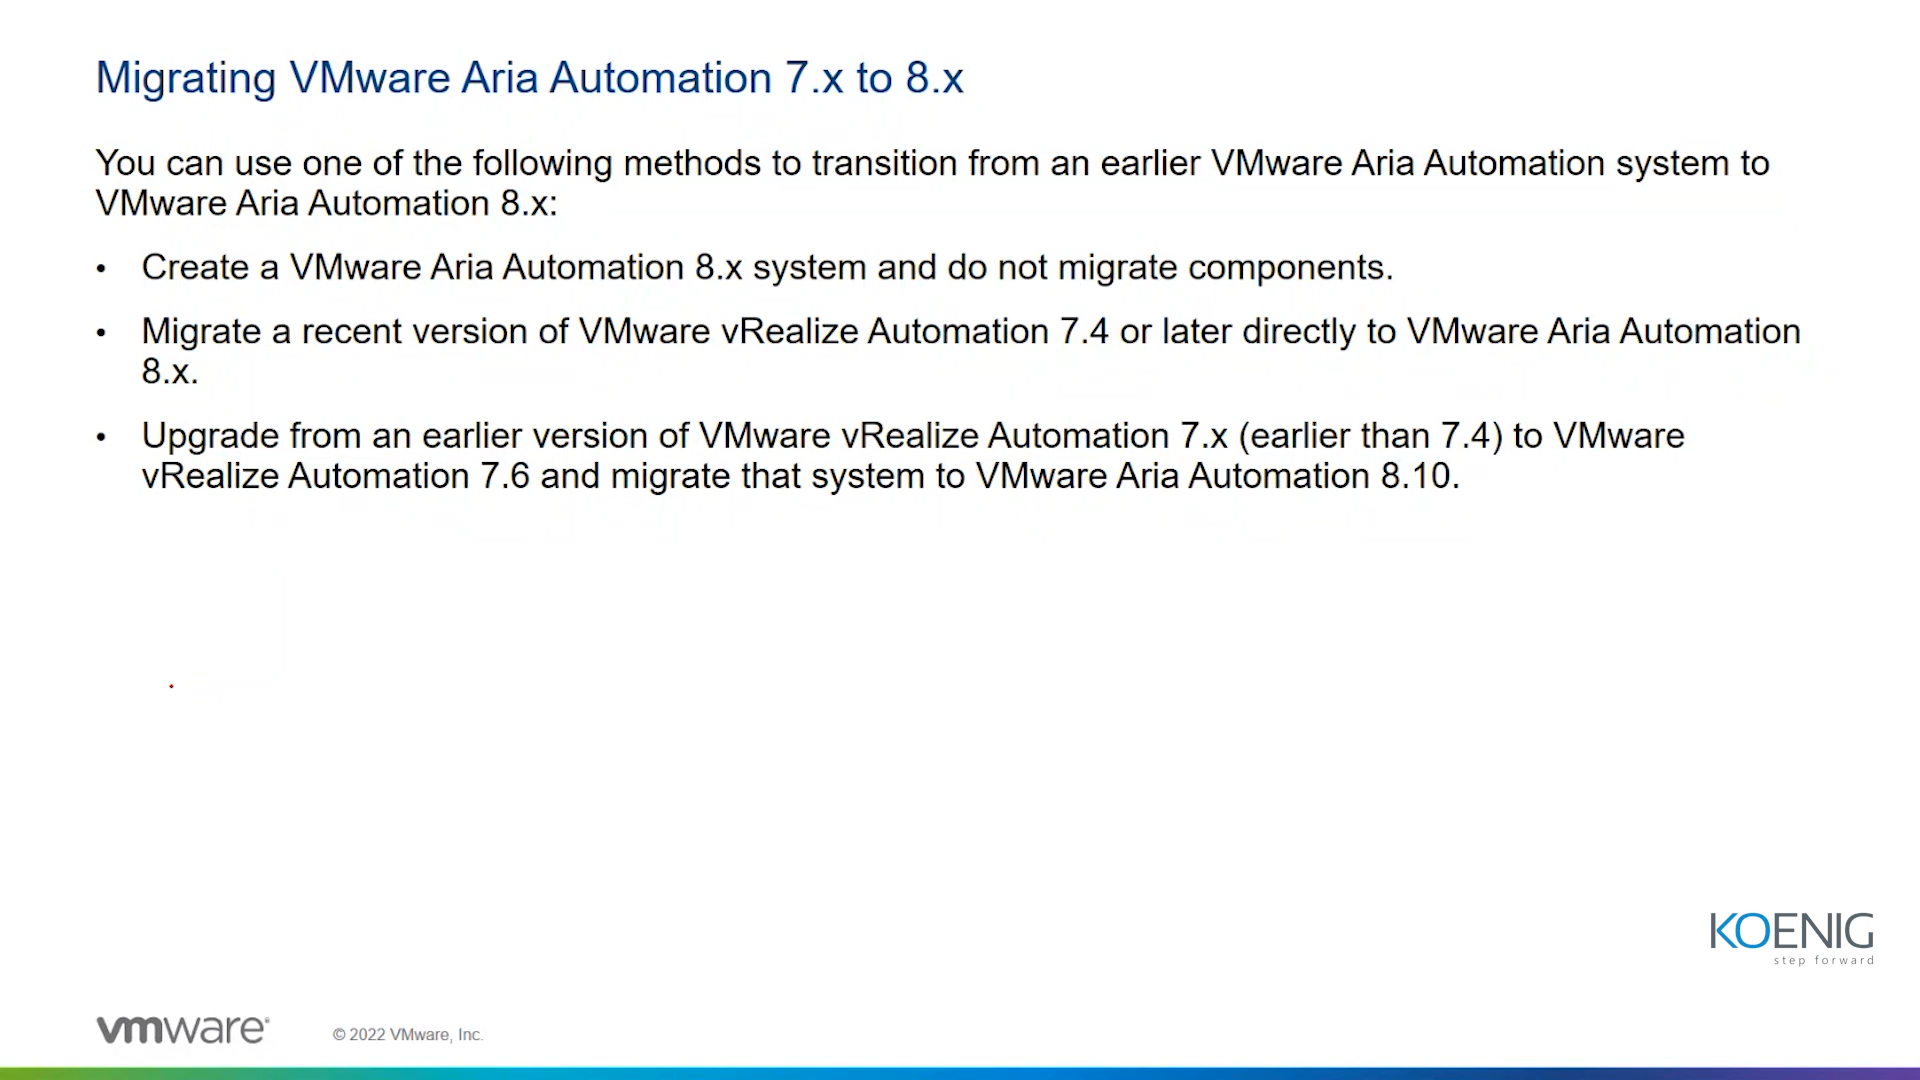 Migrating VMware Aria Automation 7.x to 8.x
You can use one of the following methods to transition from an earlier VMware Aria Automation system to
VMware Aria Automation 8.x:
• Create a VMware Aria Automation 8.x system and do not migrate components.
• Migrate a recent version of VMware vRealize Automation 7.4 or later directly to VMware Aria Automation
8.x.
• Upgrade from an earlier version of VMware vRealize Automation 7.x (earlier than 7.4) to VMware
vRealize Automation 7.6 and migrate that system to VMware Aria Automation 8.10.
KOENIG
step forward
vmware®
© 2022 VMware, Inc.